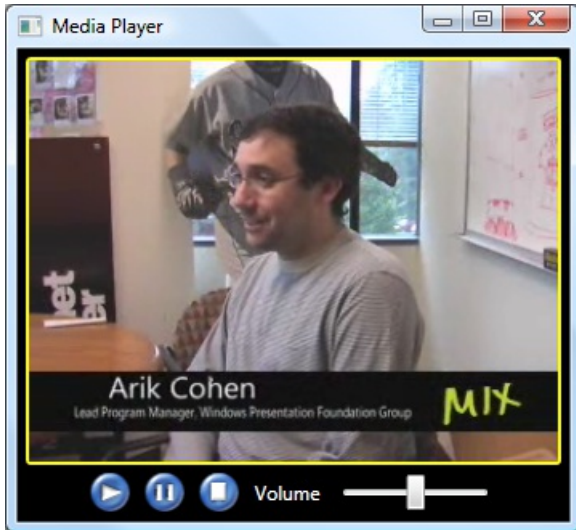 Media Player
Arik Cohen
Lead Program Manager, Windows Presentation Foundation Group
MIX
Volume